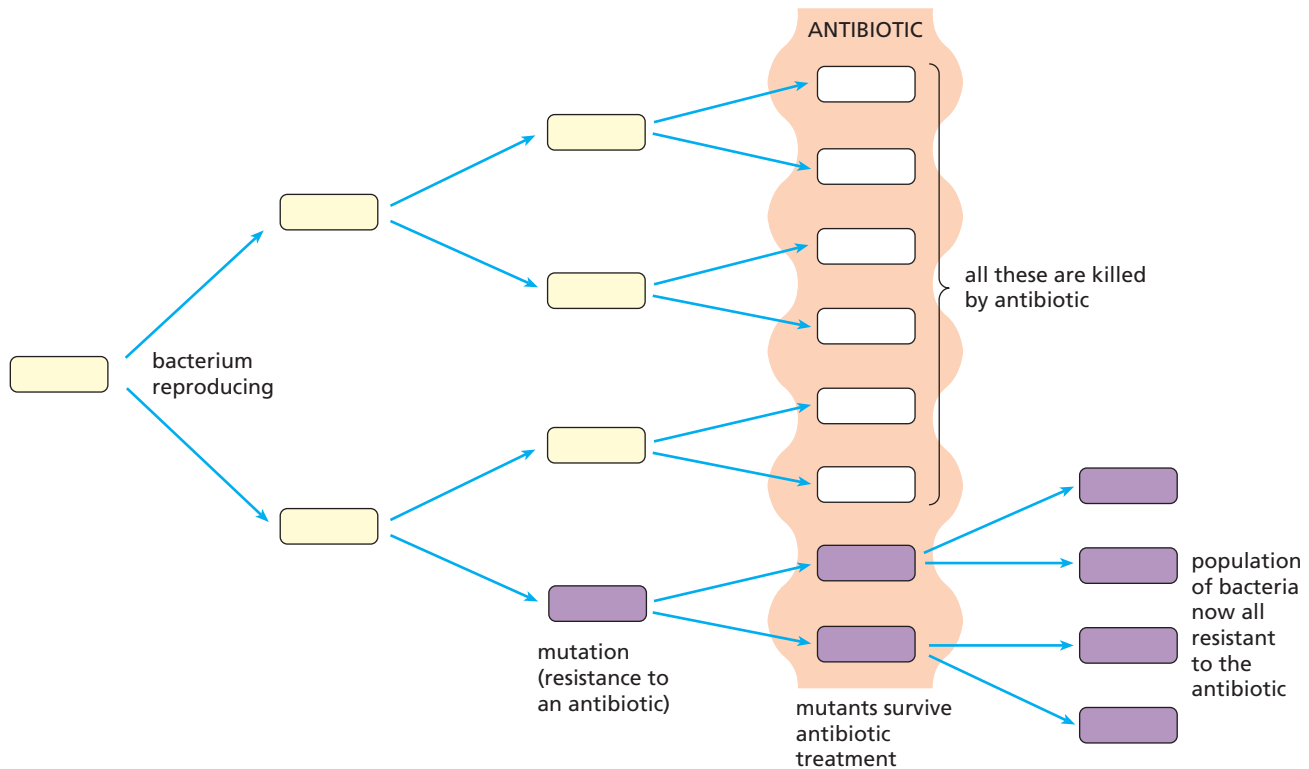 ANTIBIOTIC
all these are killed
by antibiotic
bacterium
reproducing
mutation
(resistance to
an antibiotic)
mutants survive
antibiotic
treatment
population
of bacteria
now all
resistant
to the
antibiotic